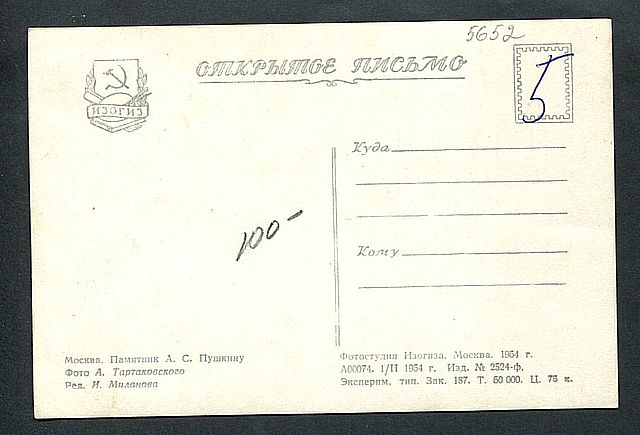 5652
ОТКРЫТОЕ ПИСЬМО
ИЗОГИЗ
5
Куда
100-
Кому
Москва. Памятник А. С. Пушкину
Фото А. Тартаковского
Ред. И. Миланова
Фотостудия Изогиза. Москва. 1954 г.
А00074. 1/II 1954 г. Изд. № 2524-ф.
Эксперим. тип. Зак. 187. Т. 50 000. Ц. 75 к.